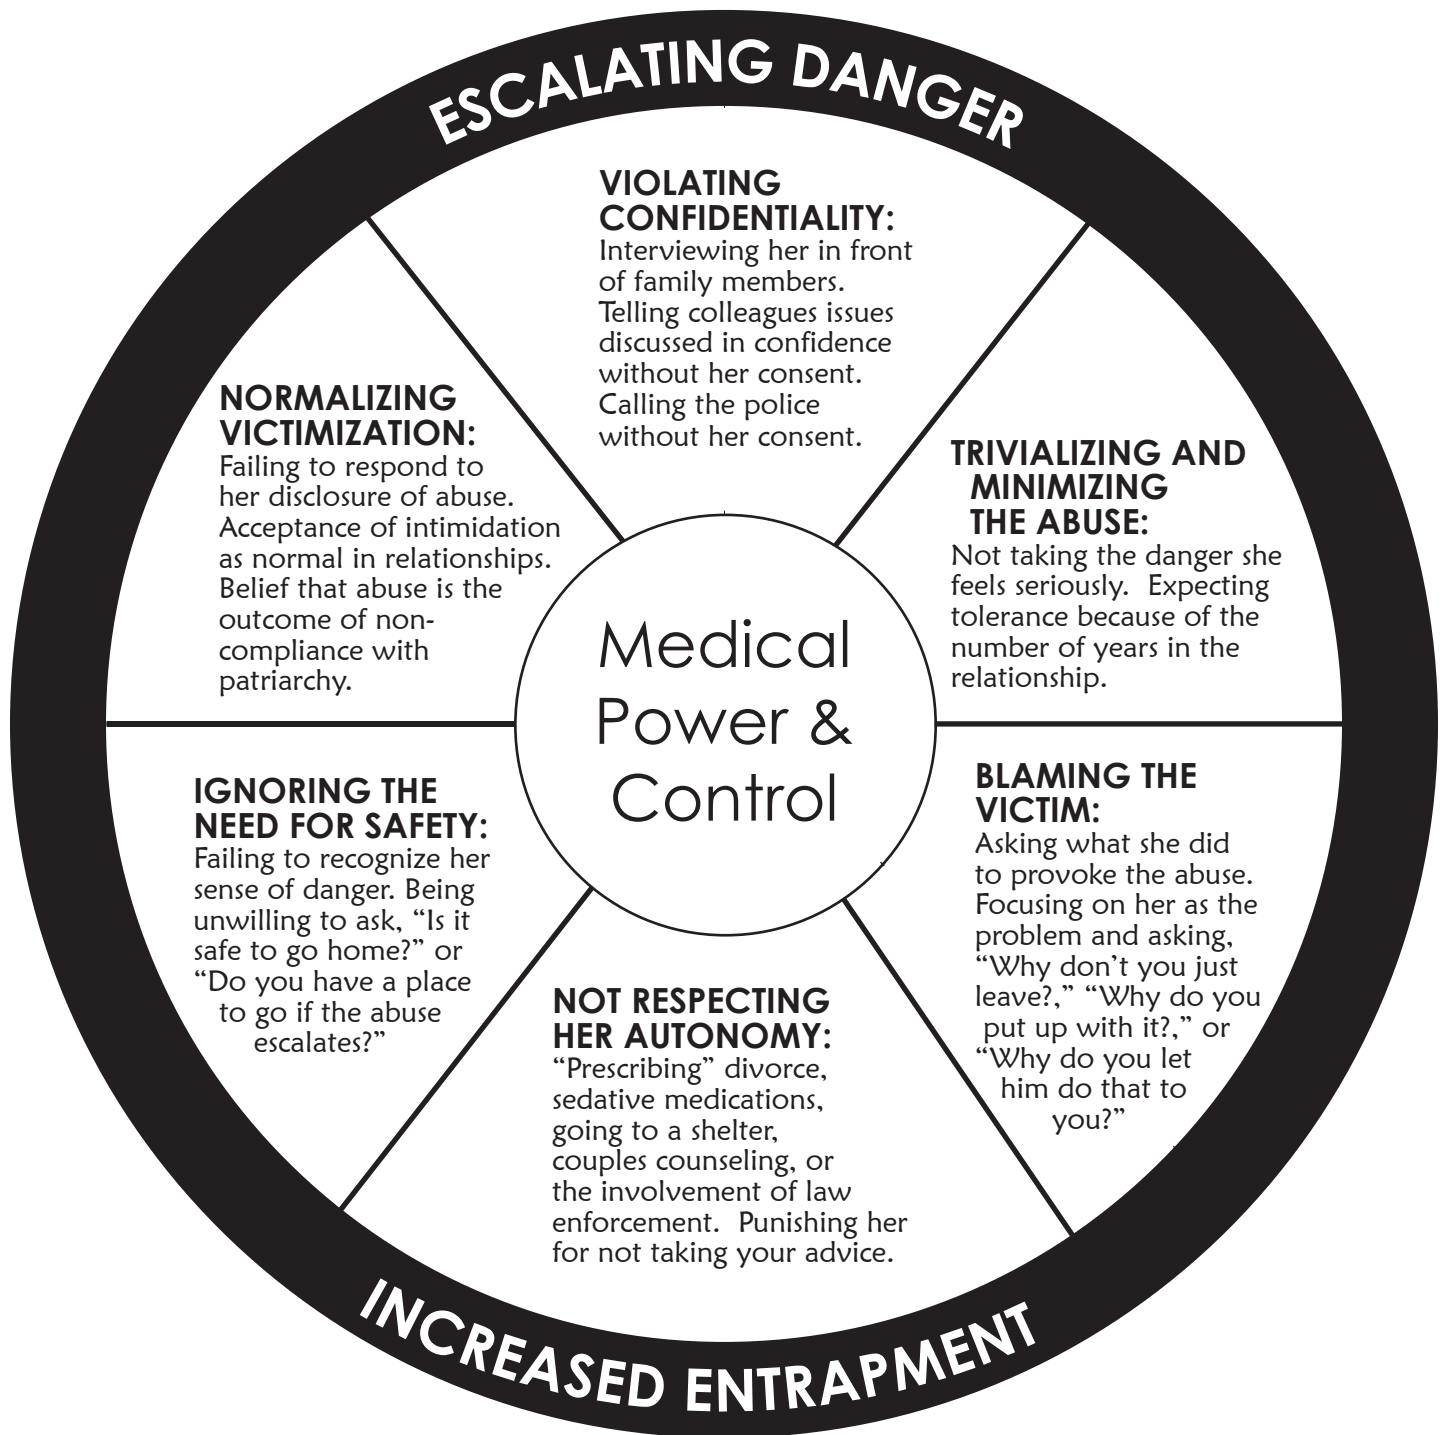 ESCALATING DANGER
VIOLATING
CONFIDENTIALITY:
Interviewing her in front
of family members.
Telling colleagues issues
discussed in confidence
without her consent.
Calling the police
without her consent.
TRIVIALIZING AND
MINIMIZING
THE ABUSE:
Not taking the danger she
feels seriously.  Expecting
tolerance because of the
number of years in the
relationship.
BLAMING THE
VICTIM:
Asking what she did
to provoke the abuse.
Focusing on her as the
problem and asking,
“Why don’t you just
leave?,” “Why do you
put up with it?,” or
“Why do you let
him do that to
you?”
NOT RESPECTING
HER AUTONOMY:
“Prescribing” divorce,
sedative medications,
going to a shelter,
couples counseling, or
the involvement of law
enforcement.  Punishing her
for not taking your advice.
IGNORING THE
NEED FOR SAFETY:
Failing to recognize her
sense of danger. Being
unwilling to ask, “Is it
safe to go home?” or
“Do you have a place
to go if the abuse
escalates?”
NORMALIZING
VICTIMIZATION:
Failing to respond to
her disclosure of abuse.
Acceptance of intimidation
as normal in relationships.
Belief that abuse is the
outcome of non-
compliance with
patriarchy.
Medical
Power &
Control
INCREASED ENTRAPMENT